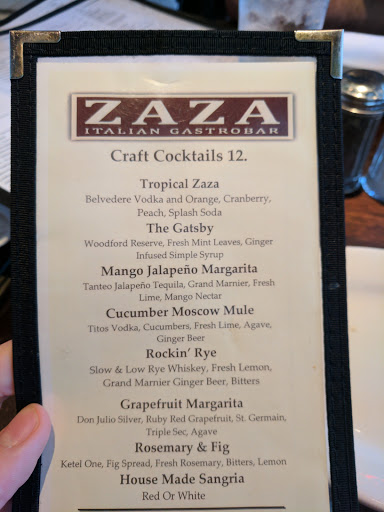 ZAZA
ITALIAN GASTROBAR
Craft Cocktails 12.
Tropical Zaza
Belvedere Vodka and Orange, Cranberry,
Peach, Splash Soda
The Gatsby
Woodford Reserve, Fresh Mint Leaves, Ginger
Infused Simple Syrup
Mango Jalapeño Margarita
Tanteo Jalapeño Tequila, Grand Marnier, Fresh
Lime, Mango Nectar
Cucumber Moscow Mule
Titos Vodka, Cucumbers, Fresh Lime, Agave,
Ginger Beer
Rockin' Rye
Slow & Low Rye Whiskey, Fresh Lemon,
Grand Marnier Ginger Beer, Bitters
Grapefruit Margarita
Don Julio Silver, Ruby Red Grapefruit, St. Germain,
Triple Sec, Agave
Rosemary & Fig
Ketel One, Fig Spread, Fresh Rosemary, Bitters, Lemon
House Made Sangria
Red Or White